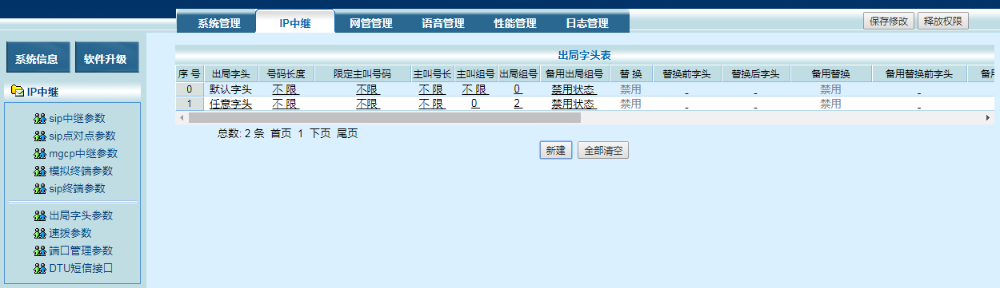 系统管理 IP中继 网管管理 语音管理 性能管理 日志管理 保存修改 释放权限
系统信息 软件升级
IP中继
sip中继参数
sip点对点参数
mgcp中继参数
模拟终端参数
sip终端参数
出局字头参数
速拨参数
端口管理参数
DTU短信接口
出局字头表
序 号 出局字头 号码长度 限定主叫号码 主叫号长 主叫组号 出局组号 备用出局组号 替 换 替换前字头 替换后字头 备用替换 备用替换前字头 备用
0 默认字头 不 限 不限 不 限 不 限 0 禁用状态 禁用 - - 禁用 -
1 任意字头 不 限 不限 不 限 0 2 禁用状态 禁用 - - 禁用 -
总数: 2 条 首页 1 下页 尾页
新建 全部清空